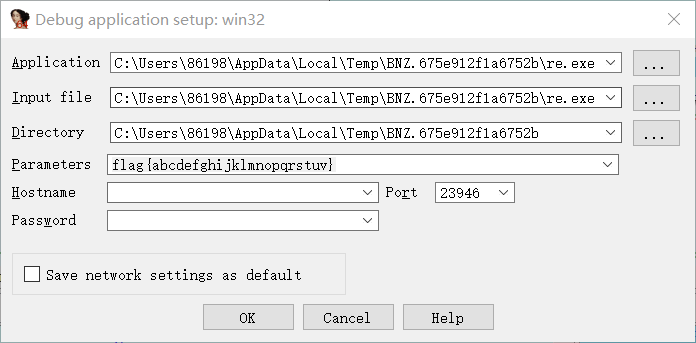 Debug application setup: win32
Application C:\Users\86198\AppData\Local\Temp\BNZ.675e912f1a6752b\re.exe ...
Input file C:\Users\86198\AppData\Local\Temp\BNZ.675e912f1a6752b\re.exe ...
Directory C:\Users\86198\AppData\Local\Temp\BNZ.675e912f1a6752b ...
Parameters flag{abcdefghijklmnopqrstuv}
Hostname Port 23946
Password
Save network settings as default
OK Cancel Help